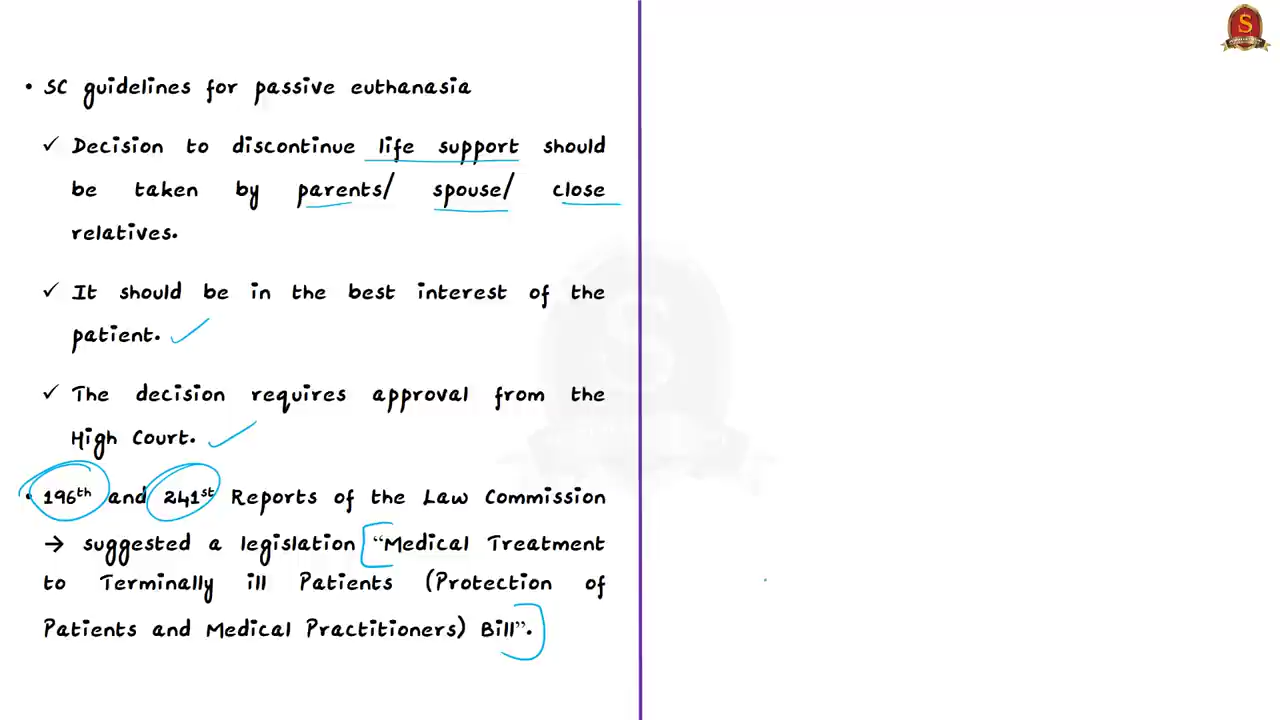 • SC guidelines for passive euthanasia
✓ Decision to discontinue life support should
be taken by parents/ spouse/ close
relatives.
✓ It should be in the best interest of the
patient.
✓ The decision requires approval from the
High Court.
• 196th and 241st Reports of the Law Commission
→ suggested a legislation "Medical Treatment
to Terminally ill Patients (Protection of
Patients and Medical Practitioners) Bill".
S
S